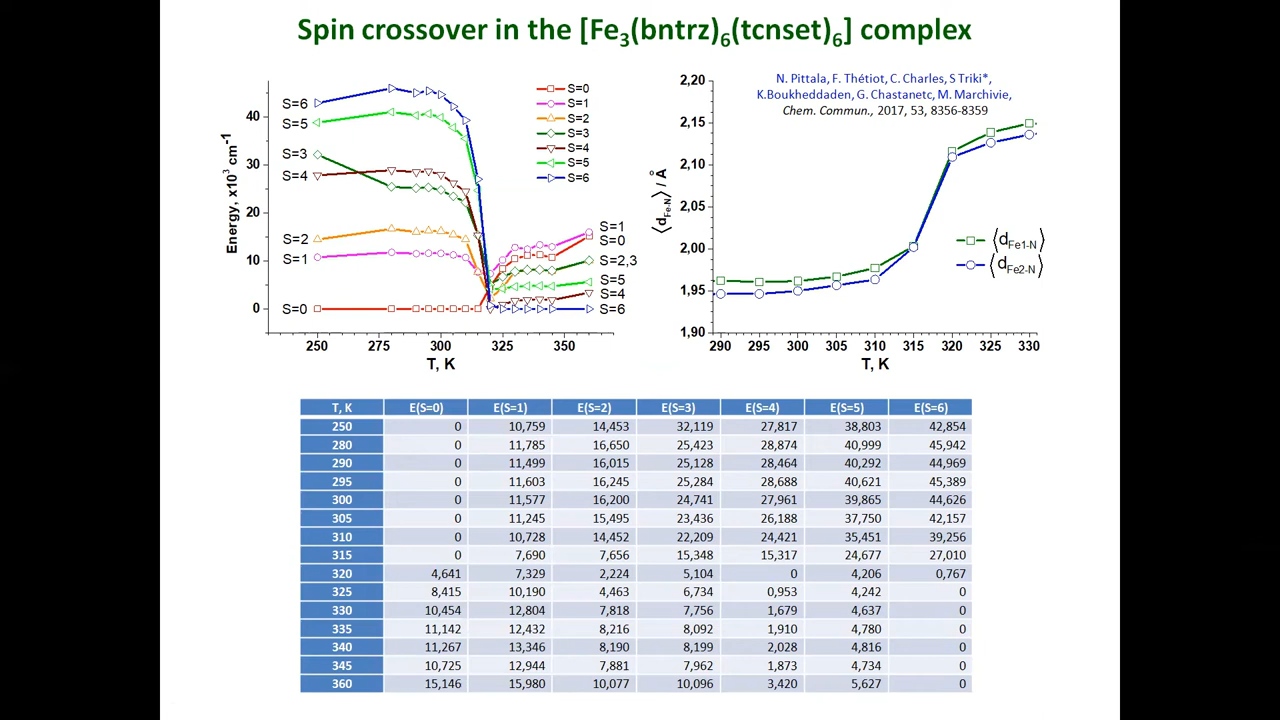 Spin crossover in the [Fe3(bntrz)6(tcnset)6] complex
Energy, x10³ cm⁻¹
40
30
20
10
0
S=6
S=5
S=3
S=4
S=2
S=1
S=0
S=0
S=1
S=2
S=3
S=4
S=5
S=6
S=1
S=0
S=2,3
S=5
S=4
S=6
250 275 300 325 350
T, K
N. Pittala, F. Thétiot, C. Charles, S Triki*,
K.Boukheddaden, G. Chastanetc, M. Marchivie,
Chem. Commun., 2017, 53, 8356-8359
⟨dFe-N⟩ / Å
2,20
2,15
2,10
2,05
2,00
1,95
1,90
⟨dFe1-N⟩
⟨dFe2-N⟩
290 295 300 305 310 315 320 325 330
T, K
T, K E(S=0) E(S=1) E(S=2) E(S=3) E(S=4) E(S=5) E(S=6)
250 0 10,759 14,453 32,119 27,817 38,803 42,854
280 0 11,785 16,650 25,423 28,874 40,999 45,942
290 0 11,499 16,015 25,128 28,464 40,292 44,969
295 0 11,603 16,245 25,284 28,688 40,621 45,389
300 0 11,577 16,200 24,741 27,961 39,865 44,626
305 0 11,245 15,495 23,436 26,188 37,750 42,157
310 0 10,728 14,452 22,209 24,421 35,451 39,256
315 0 7,690 7,656 15,348 15,317 24,677 27,010
320 4,641 7,329 2,224 5,104 0 4,206 0,767
325 8,415 10,190 4,463 6,734 0,953 4,242 0
330 10,454 12,804 7,818 7,756 1,679 4,637 0
335 11,142 12,432 8,216 8,092 1,910 4,780 0
340 11,267 13,346 8,190 8,199 2,028 4,816 0
345 10,725 12,944 7,881 7,962 1,873 4,734 0
360 15,146 15,980 10,077 10,096 3,420 5,627 0